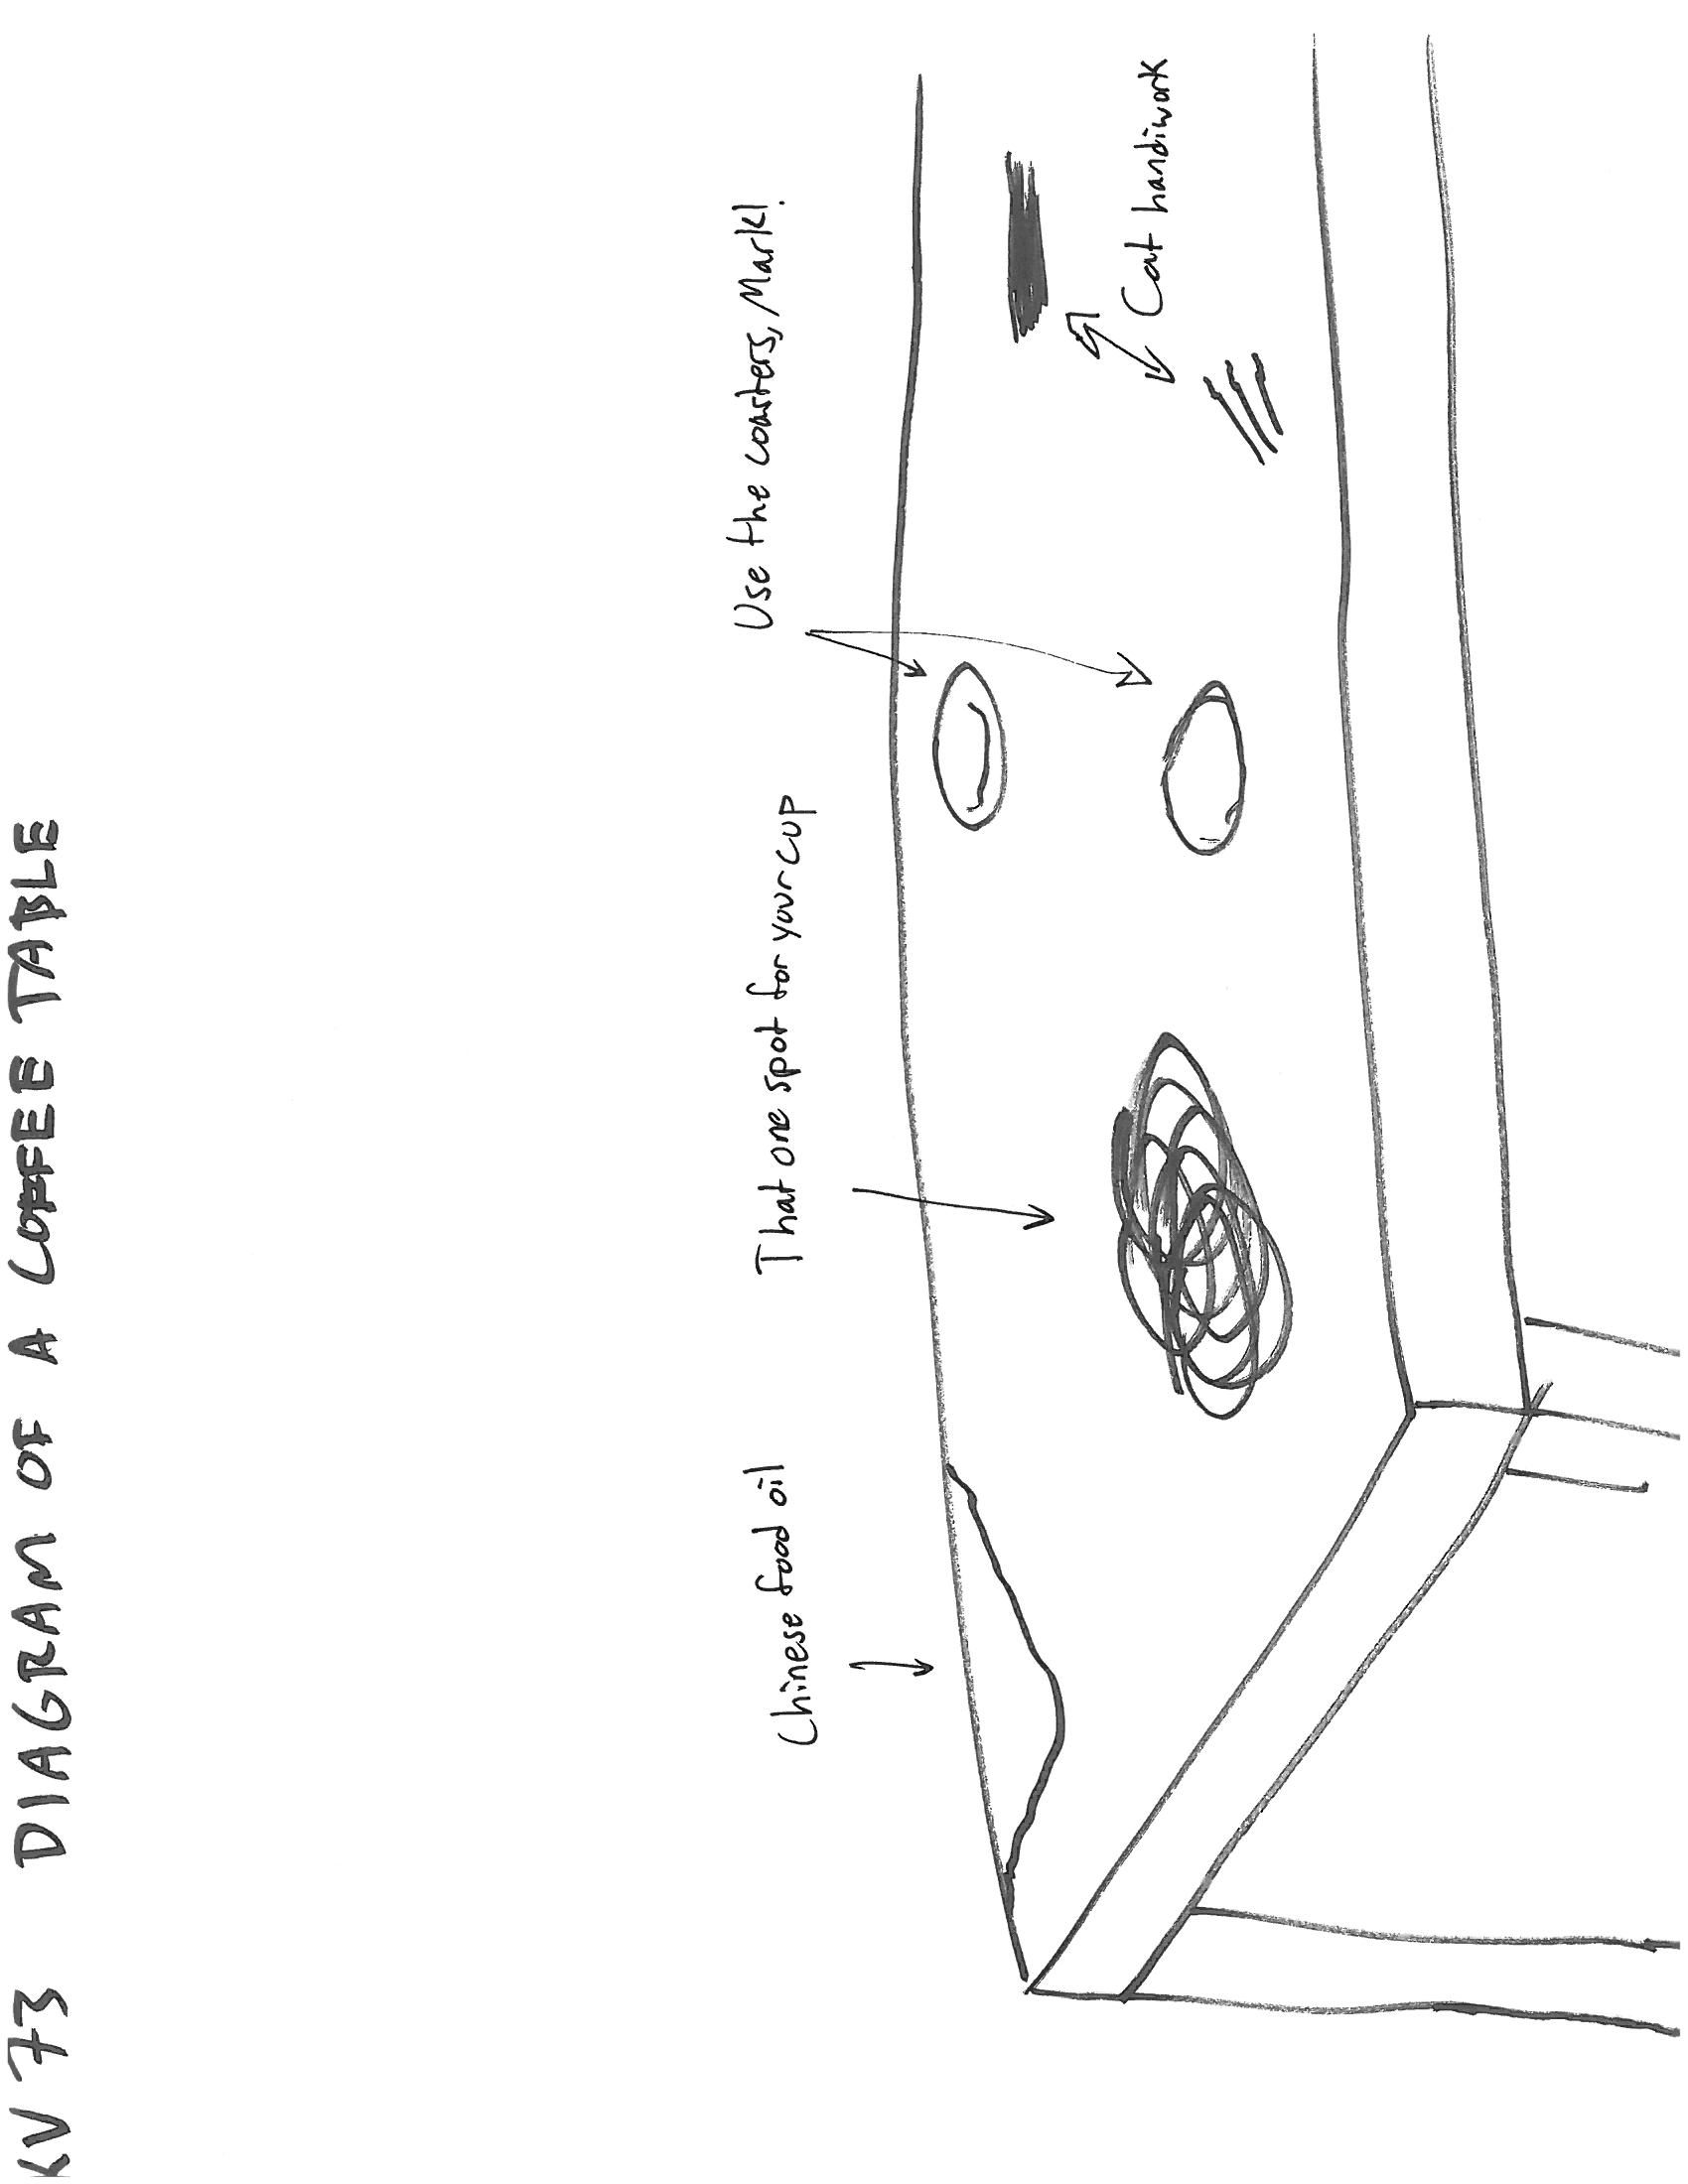 KV 73 DIAGRAM OF A COFFEE TABLE
Chinese food oil
That one spot for your cup
Use the coasters, Mark!
Cat handiwork